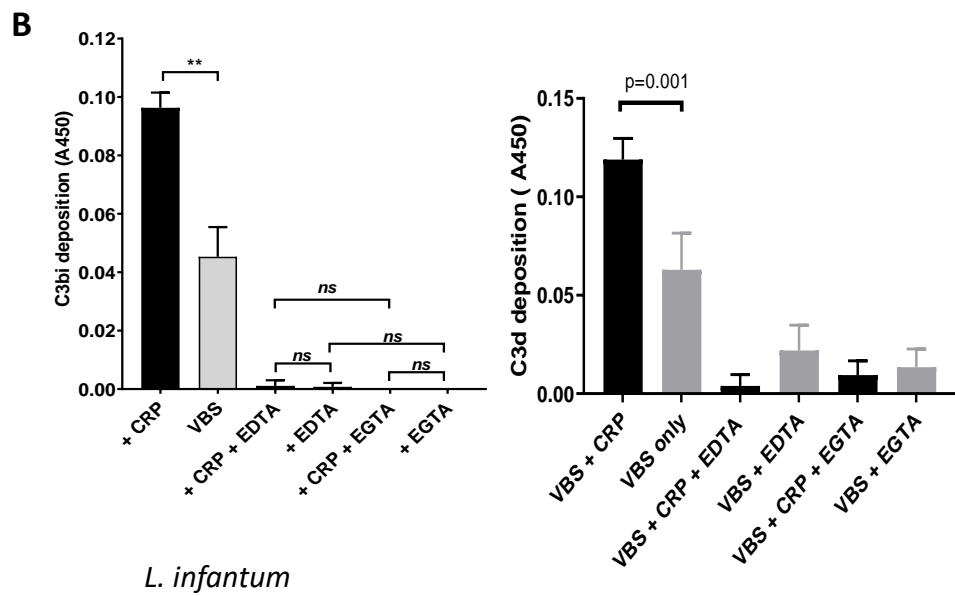 B
C3bi deposition (A450)
0.12
0.10
0.08
0.06
0.04
0.02
0.00
**
ns
ns
ns
ns
+ CRP
VBS
+ CRP + EDTA
+ EDTA
+ CRP + EGTA
+ EGTA
L. infantum
C3d deposition ( A450)
0.15
0.10
0.05
0.00
p=0.001
VBS + CRP
VBS only
VBS + CRP + EDTA
VBS + EDTA
VBS + CRP + EGTA
VBS + EGTA